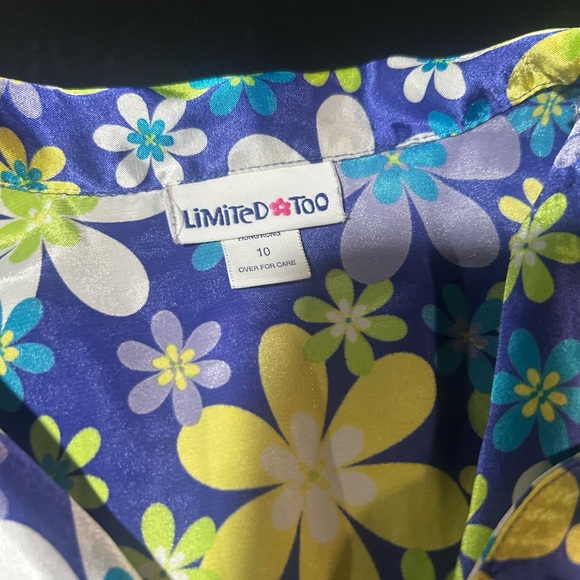 LiMiTeD TOO
HONG KONG
10
OVER FOR CARE